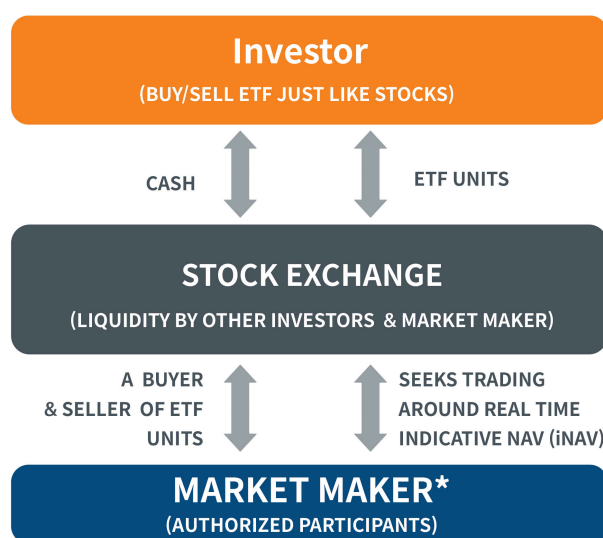 Investor
(BUY/SELL ETF JUST LIKE STOCKS)
CASH
ETF UNITS
STOCK EXCHANGE
(LIQUIDITY BY OTHER INVESTORS & MARKET MAKER)
A BUYER
& SELLER OF ETF
UNITS
SEEKS TRADING
AROUND REAL TIME
INDICATIVE NAV (iNAV)
MARKET MAKER*
(AUTHORIZED PARTICIPANTS)